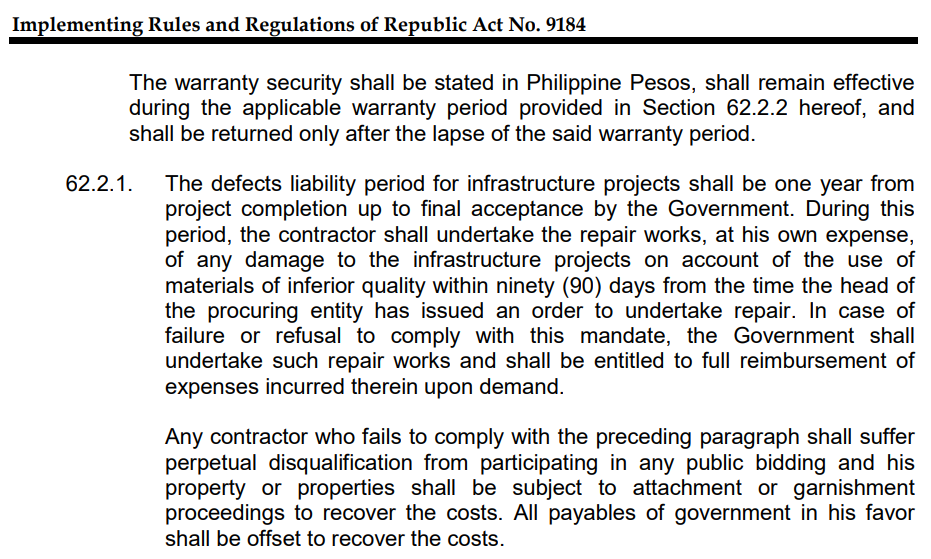 Implementing Rules and Regulations of Republic Act No. 9184
The warranty security shall be stated in Philippine Pesos, shall remain effective
during the applicable warranty period provided in Section 62.2.2 hereof, and
shall be returned only after the lapse of the said warranty period.
62.2.1. The defects liability period for infrastructure projects shall be one year from
project completion up to final acceptance by the Government. During this
period, the contractor shall undertake the repair works, at his own expense,
of any damage to the infrastructure projects on account of the use of
materials of inferior quality within ninety (90) days from the time the head of
the procuring entity has issued an order to undertake repair. In case of
failure or refusal to comply with this mandate, the Government shall
undertake such repair works and shall be entitled to full reimbursement of
expenses incurred therein upon demand.
Any contractor who fails to comply with the preceding paragraph shall suffer
perpetual disqualification from participating in any public bidding and his
property or properties shall be subject to attachment or garnishment
proceedings to recover the costs. All payables of government in his favor
shall be offset to recover the costs.